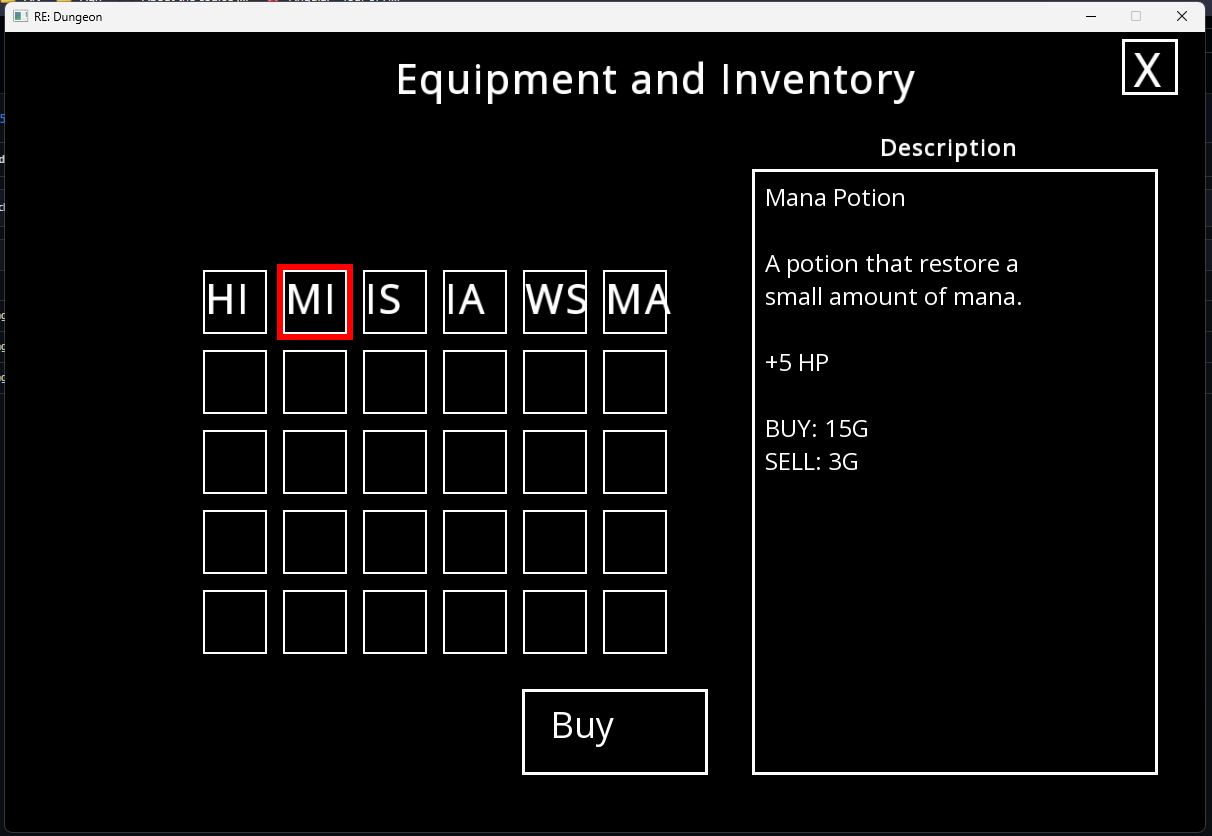 RE: Dungeon
Equipment and Inventory
X
Description
HI MI IS IA WS MA
Mana Potion
A potion that restore a
small amount of mana.
+5 HP
BUY: 15G
SELL: 3G
Buy